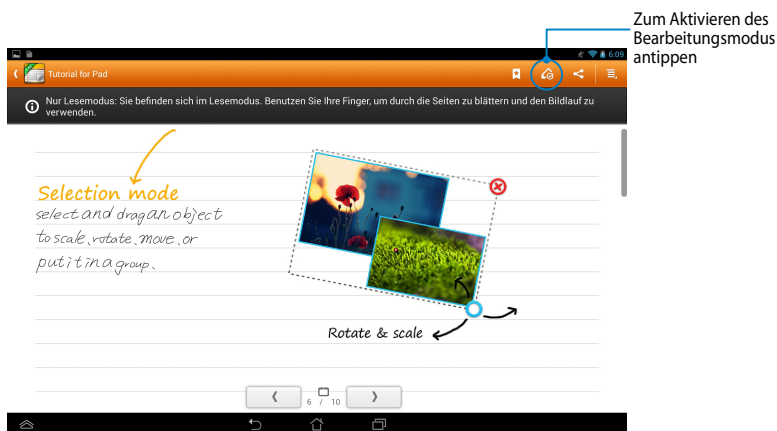 Zum Aktivieren des
Bearbeitungsmodus
antippen
6:09
Tutorial for Pad
Nur Lesemodus: Sie befinden sich im Lesemodus. Benutzen Sie Ihre Finger, um durch die Seiten zu blättern und den Bildlauf zu
verwenden.
Selection mode
select and drag an object
to scale, rotate, move, or
put it in a group.
Rotate & scale
6 / 10